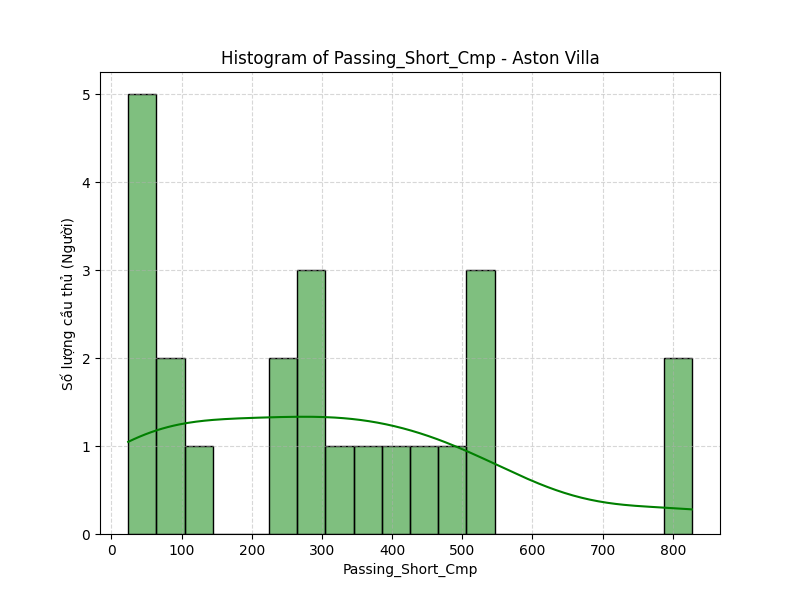 Histogram of Passing_Short_Cmp - Aston Villa
Số lượng cầu thủ (Người)
5
4
3
2
1
0
0 100 200 300 400 500 600 700 800
Passing_Short_Cmp